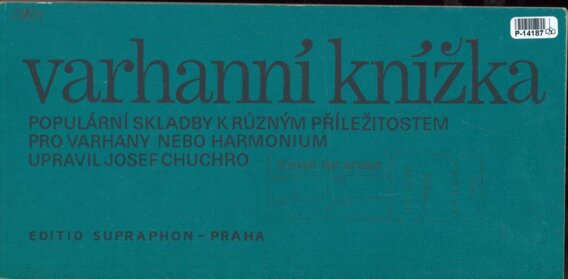 P-14187
varhanní knížka
POPULÁRNÍ SKLADBY K RŮZNÝM PŘÍLEŽITOSTEM
PRO VARHANY NEBO HARMONIUM
UPRAVIL JOSEF CHUCHRO
EDITIO SUPRAPHON – PRAHA